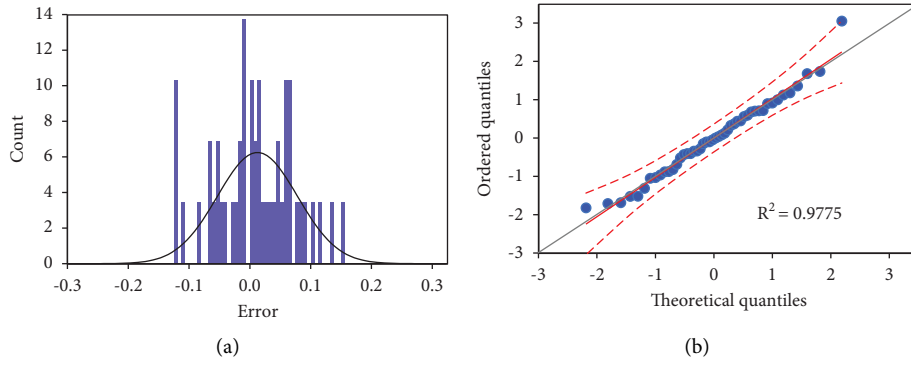 14
12
10
8
6
4
2
0
Count
-0.3 -0.2 -0.1 0.0 0.1 0.2 0.3
Error
(a)
3
2
1
0
-1
-2
-3
Ordered quantiles
R² = 0.9775
-3 -2 -1 0 1 2 3
Theoretical quantiles
(b)